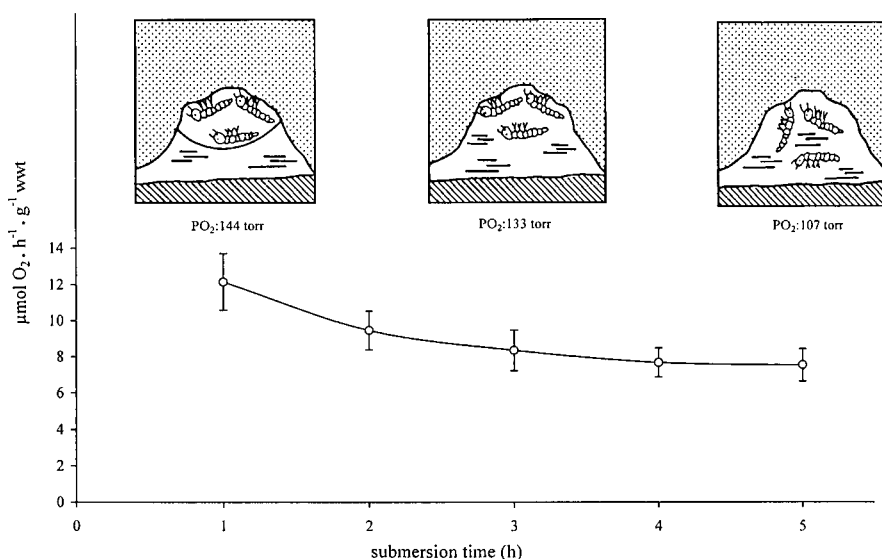 PO₂:144 torr
PO₂:133 torr
PO₂:107 torr
µmol O₂ . h⁻¹ . g⁻¹ wwt
14
12
10
8
6
4
2
0
0 1 2 3 4 5
submersion time (h)